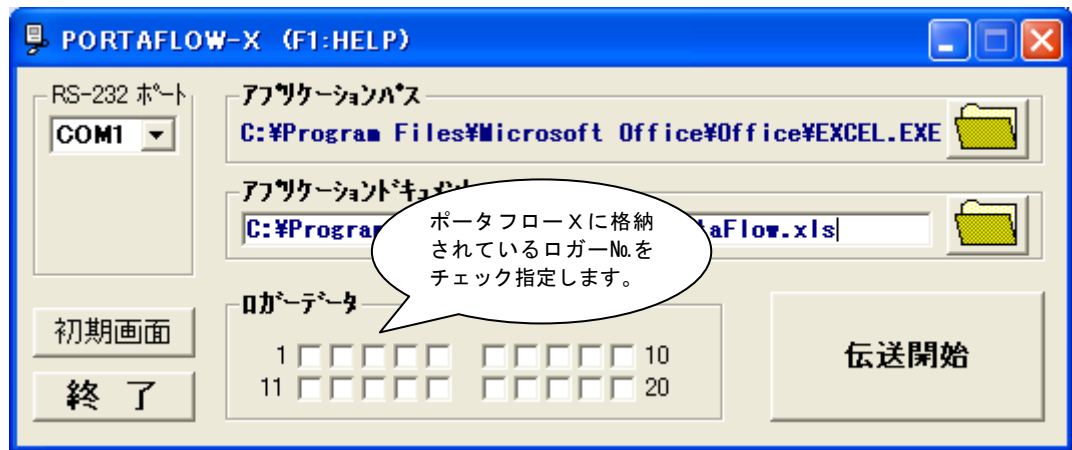 PORTAFLOW-X (F1:HELP)
RS-232 ポート
COM1
アプリケーションパス
C:¥Program Files¥Microsoft Office¥Office¥EXCEL.EXE
アプリケーションドキュメント
C:¥Progra taFlow.xls
ポータフローXに格納
されているロガー№を
チェック指定します。
ロガーデータ
1 10
11 20
初期画面
終 了
伝送開始